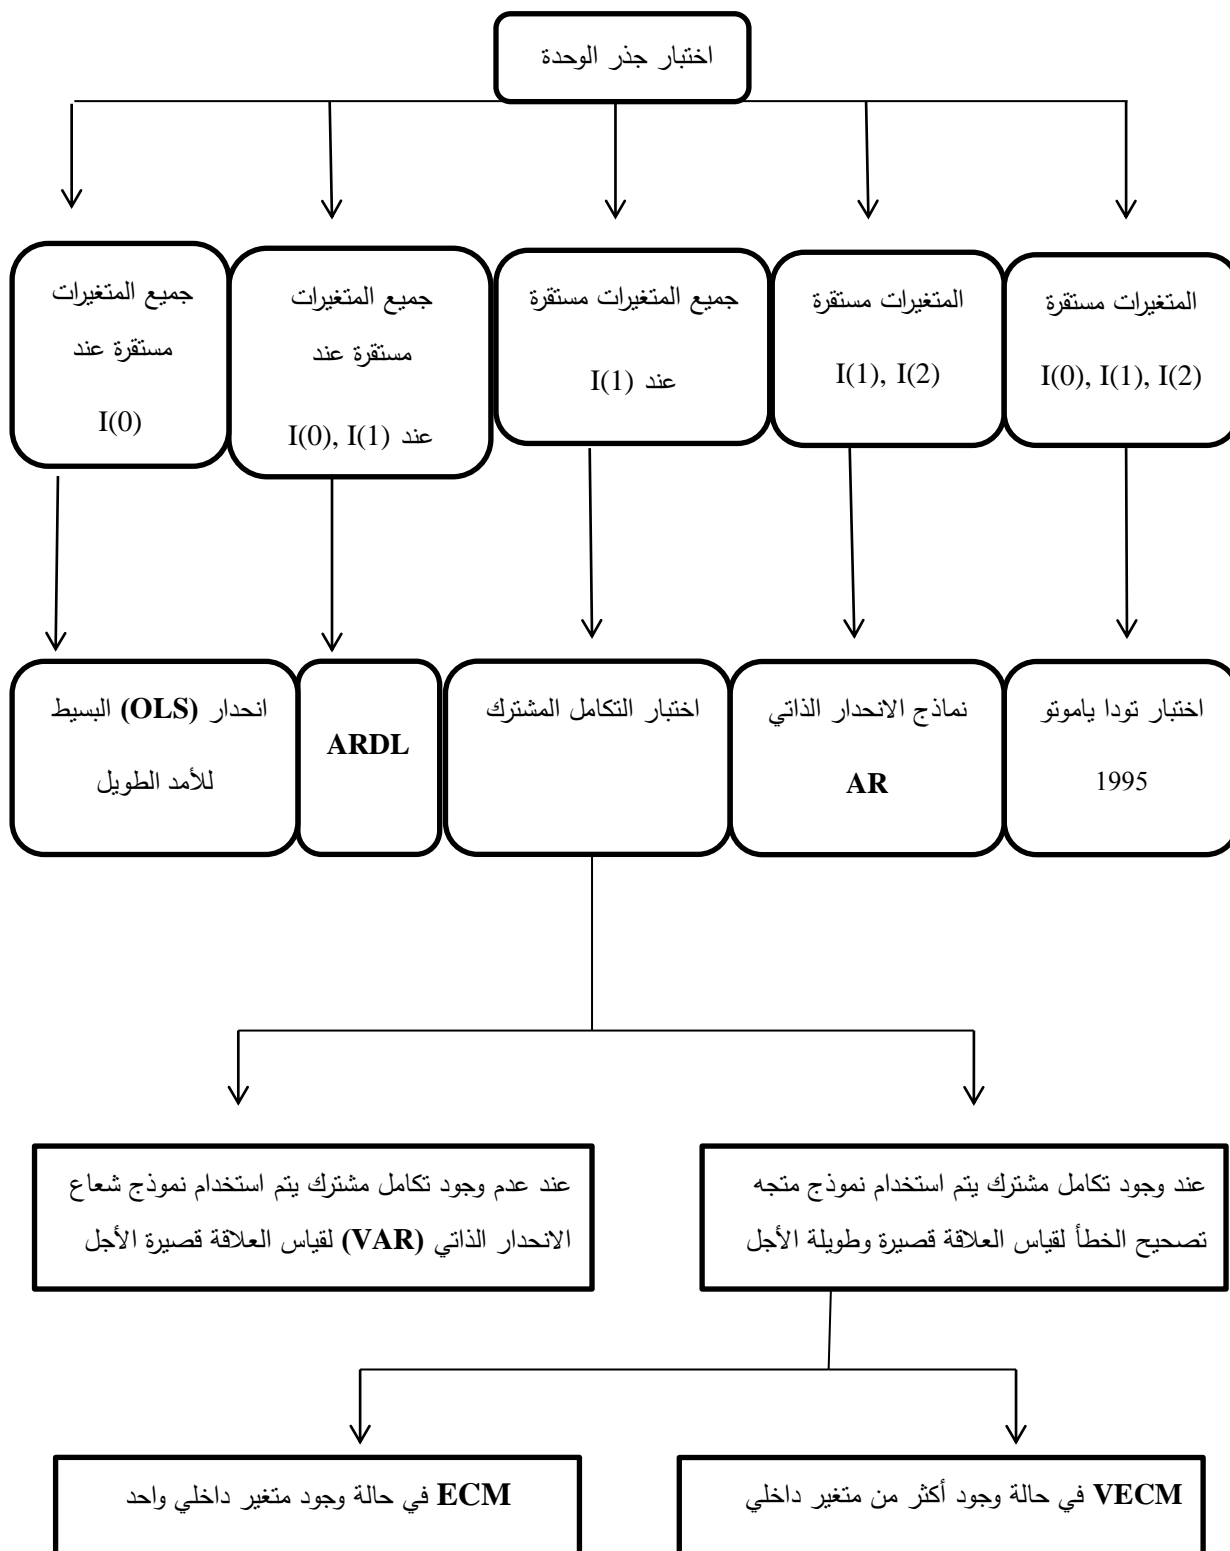 اختبار جذر الوحدة
المتغيرات مستقرة
I(0), I(1), I(2)
المتغيرات مستقرة
I(1), I(2)
جميع المتغيرات مستقرة
عند I(1)
جميع المتغيرات
مستقرة عند
عند I(0), I(1)
جميع المتغيرات
مستقرة عند
I(0)
اختبار تودا ياموتو
1995
نماذج الانحدار الذاتي
AR
اختبار التكامل المشترك
ARDL
انحدار (OLS) البسيط
للأمد الطويل
عند وجود تكامل مشترك يتم استخدام نموذج متجه
تصحيح الخطأ لقياس العلاقة قصيرة وطويلة الأجل
عند عدم وجود تكامل مشترك يتم استخدام نموذج شعاع
الانحدار الذاتي (VAR) لقياس العلاقة قصيرة الأجل
VECM في حالة وجود أكثر من متغير داخلي
ECM في حالة وجود متغير داخلي واحد